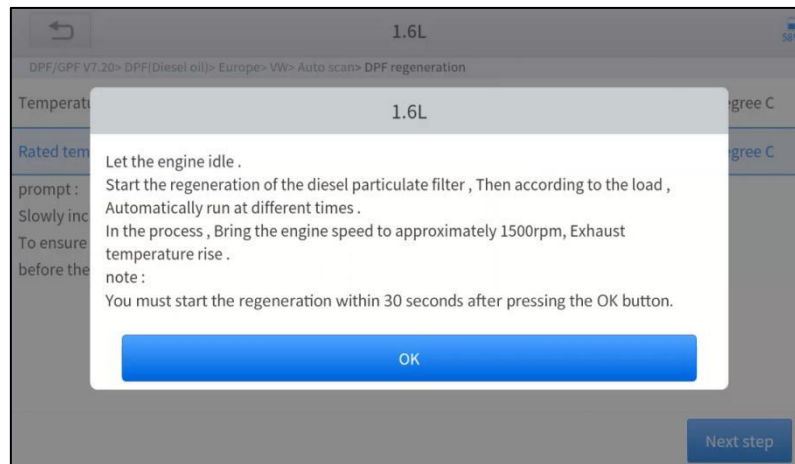 1.6L
58%
DPF/GPF V7.20> DPF(Diesel oil)> Europe> VW> Auto scan> DPF regeneration
Temperatu
egree C
Rated tem
egree C
prompt :
Slowly inc
To ensure
before the
1.6L
Let the engine idle .
Start the regeneration of the diesel particulate filter , Then according to the load ,
Automatically run at different times .
In the process , Bring the engine speed to approximately 1500rpm, Exhaust
temperature rise .
note :
You must start the regeneration within 30 seconds after pressing the OK button.
OK
Next step